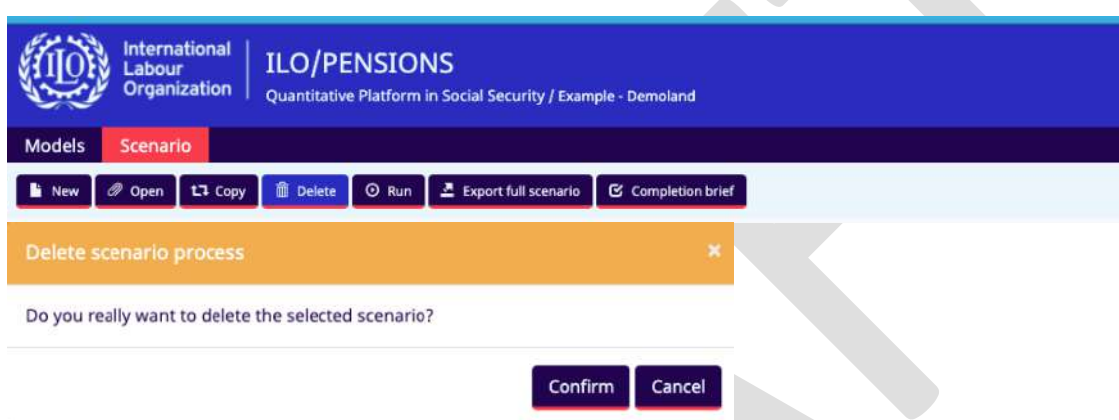 ILO
International
Labour
Organization
ILO/PENSIONS
Quantitative Platform in Social Security / Example - Demoland
Models Scenario
New Open Copy Delete Run Export full scenario Completion brief
Delete scenario process ×
Do you really want to delete the selected scenario?
Confirm Cancel